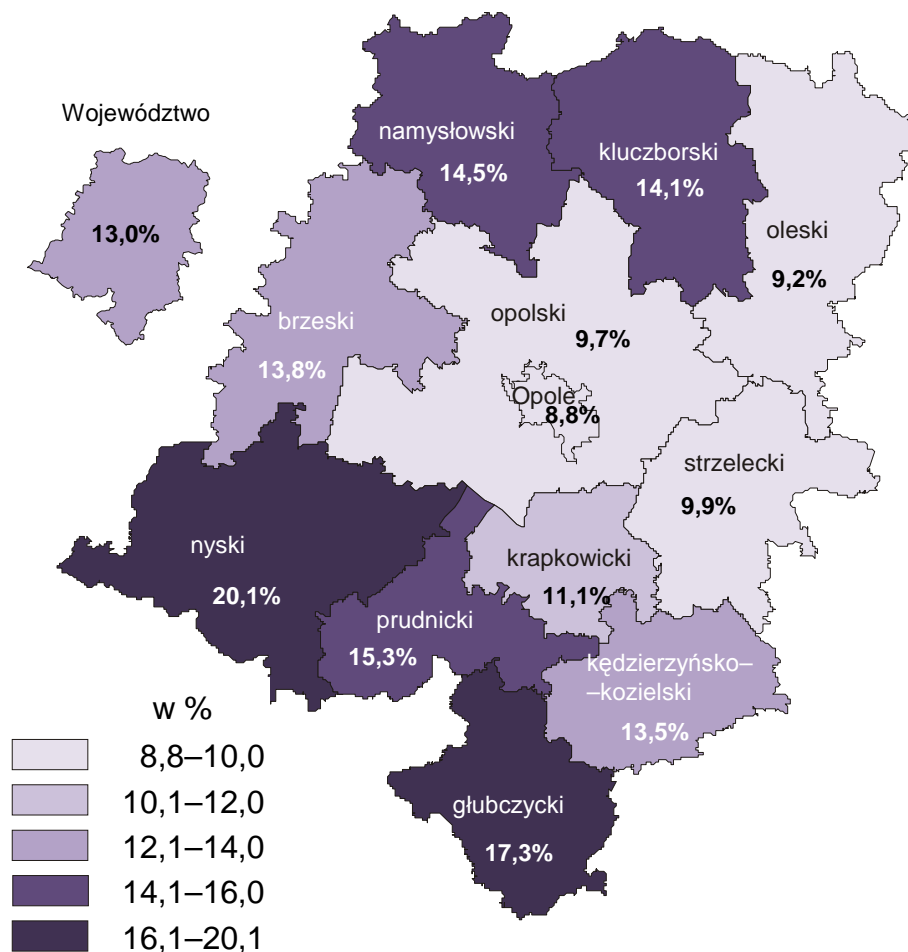 Województwo
13,0%
namysłowski
14,5%
kluczborski
14,1%
oleski
9,2%
brzeski
13,8%
opolski
9,7%
Opole
8,8%
strzelecki
9,9%
nyski
20,1%
krapkowicki
11,1%
prudnicki
15,3%
kędzierzyńsko–
–kozielski
13,5%
głubczycki
17,3%
w %
8,8–10,0
10,1–12,0
12,1–14,0
14,1–16,0
16,1–20,1